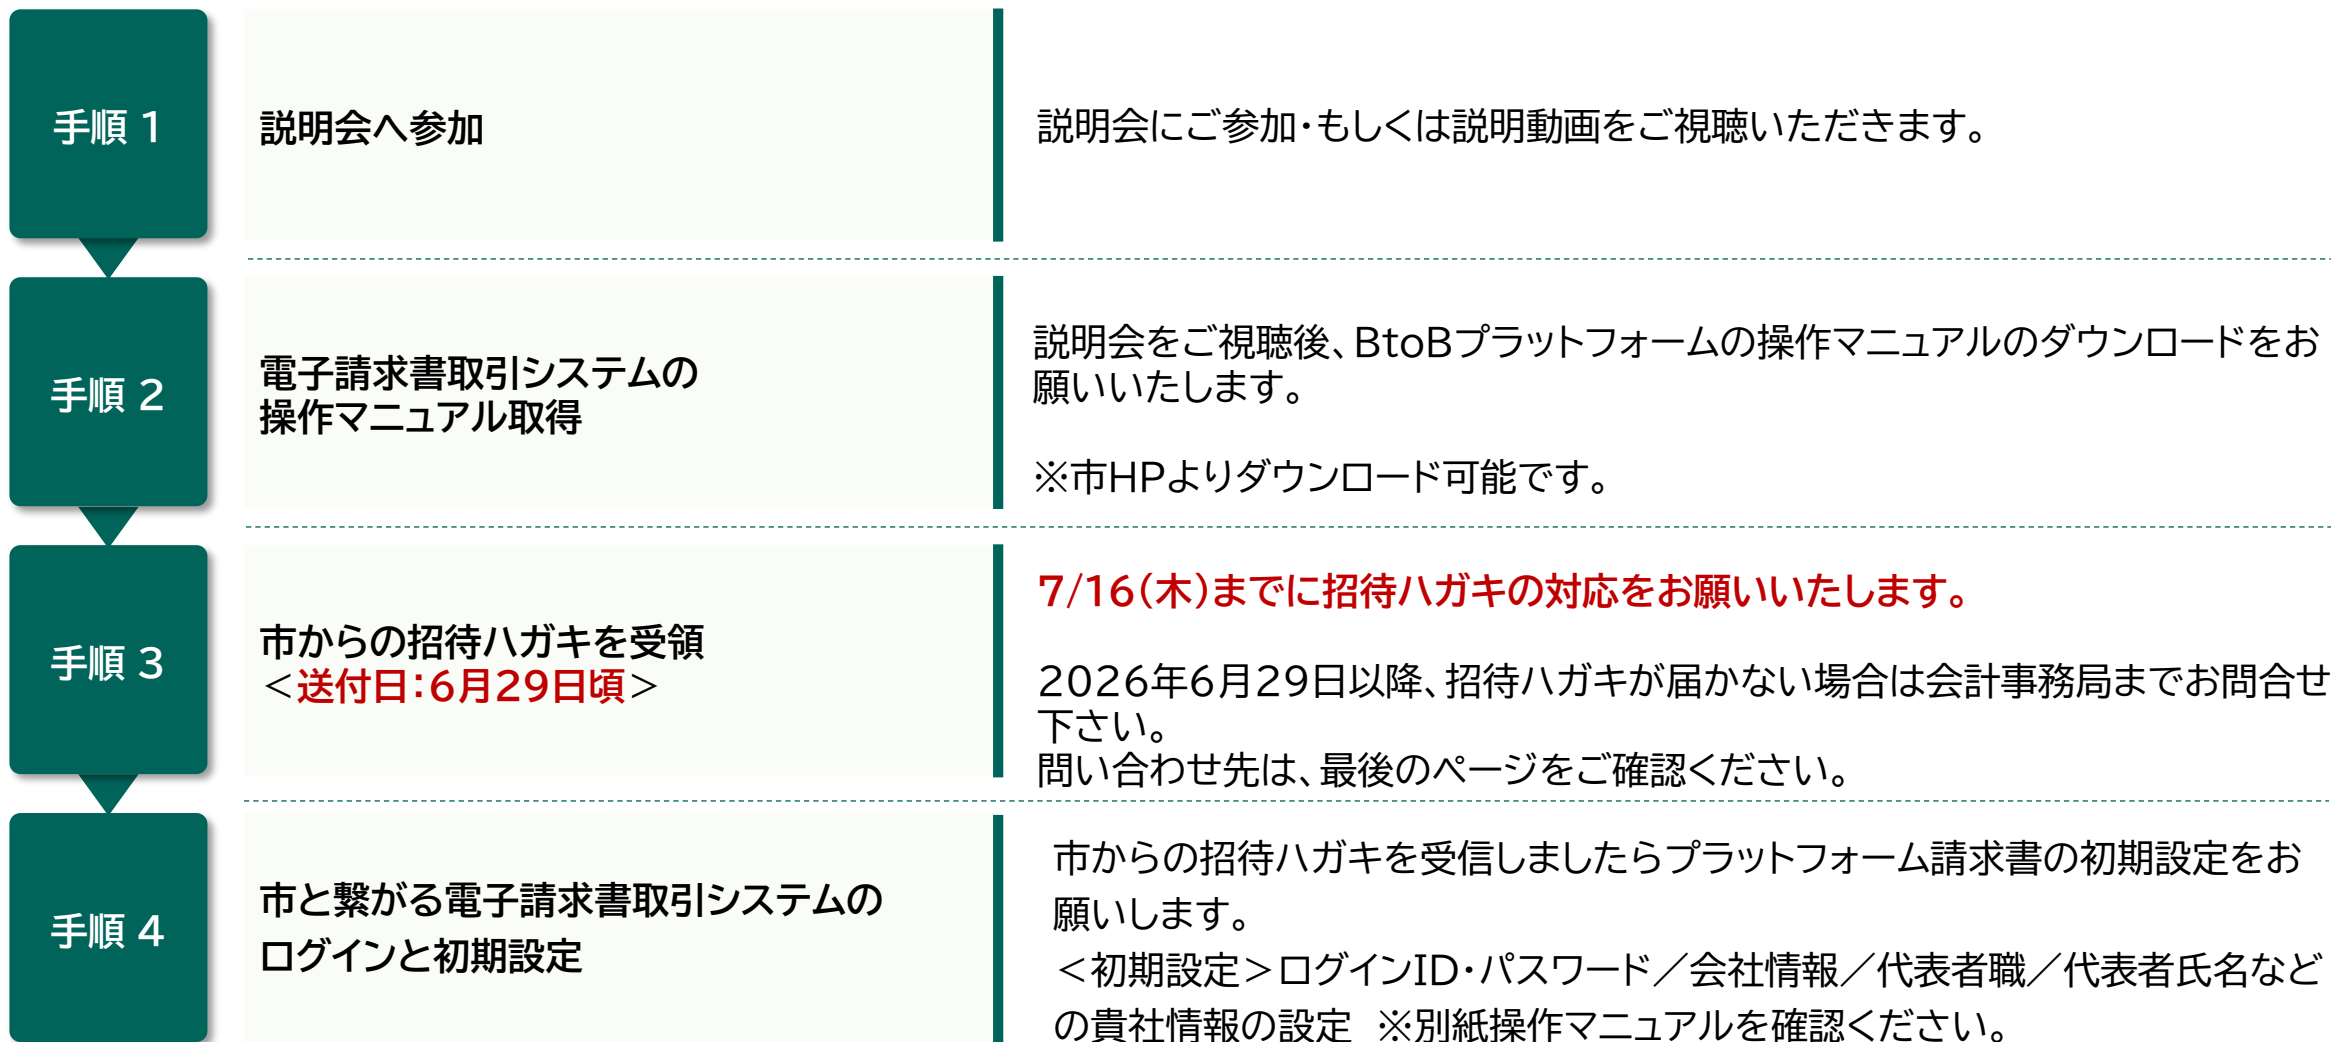 手順 1
説明会へ参加
説明会にご参加・もしくは説明動画をご視聴いただきます。
手順 2
電子請求書取引システムの
操作マニュアル取得
説明会をご視聴後、BtoBプラットフォームの操作マニュアルのダウンロードをお
願いいたします。
※市HPよりダウンロード可能です。
手順 3
市からの招待ハガキを受領
＜送付日：6月29日頃＞
7/16（木）までに招待ハガキの対応をお願いいたします。
2026年6月29日以降、招待ハガキが届かない場合は会計事務局までお問合せ
下さい。
問い合わせ先は、最後のページをご確認ください。
手順 4
市と繋がる電子請求書取引システムの
ログインと初期設定
市からの招待ハガキを受信しましたらプラットフォーム請求書の初期設定をお
願いします。
＜初期設定＞ログインID・パスワード／会社情報／代表者職／代表者氏名など
の貴社情報の設定　※別紙操作マニュアルを確認ください。